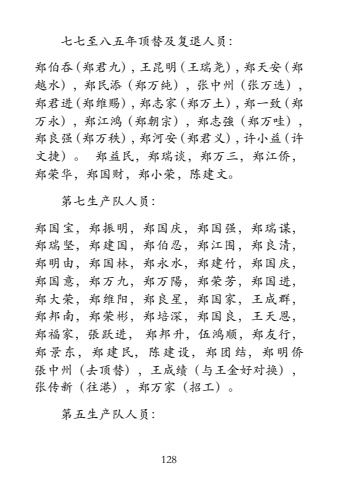 七七至八五年顶替及复退人员：
郑伯吞(郑君九)，王昆明(王瑞尧)，郑天安(郑
越水)，郑民添（郑万纯），张中州（张万选），
郑君进(郑维赐)，郑志家(郑万土)，郑一致(郑
万永)，郑江鸿（郑朝宗），郑志强（郑万哇），
郑良强(郑万秩)，郑河安(郑君义)，许小益(许
文捷)。 郑益民，郑瑞谈，郑万三，郑江侨，
郑荣华，郑国财，郑小荣，陈建文。
第七生产队人员：
郑国宝，郑振明，郑国庆，郑国强，郑瑞谋，
郑瑞坚，郑建国，郑伯忍，郑江围，郑良清，
郑明由，郑国林，郑永水，郑建竹，郑国庆，
郑国意，郑万九，郑万陽，郑荣芳，郑国进，
郑大荣，郑维阳，郑良星，郑国家，王成群，
郑邦南，郑荣彬，郑培深，郑国良，王天恩，
郑福家，张跃进， 郑邦升，伍鸿顺，郑友行，
郑景东，郑建民，陈建设，郑团结，郑明侨
张中州（去顶替），王成绩（与王金好对换），
张传新（往港），郑万家（招工）。
第五生产队人员：
128